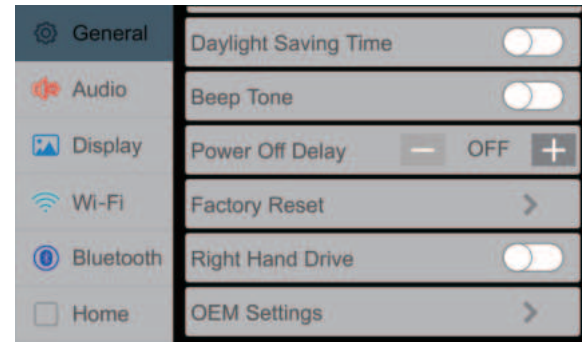 General
Audio
Display
Wi-Fi
Bluetooth
Home
Daylight Saving Time
Beep Tone
Power Off Delay OFF
Factory Reset
Right Hand Drive
OEM Settings